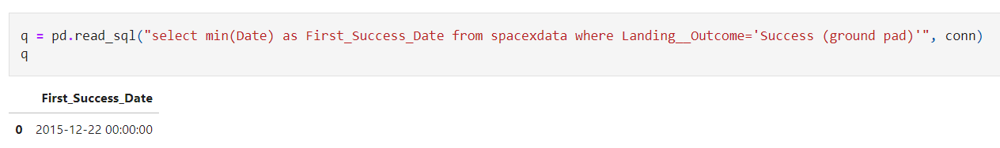 q = pd.read_sql("select min(Date) as First_Success_Date from spacexdata where Landing__Outcome='Success (ground pad)'", conn)
q
First_Success_Date
0 2015-12-22 00:00:00